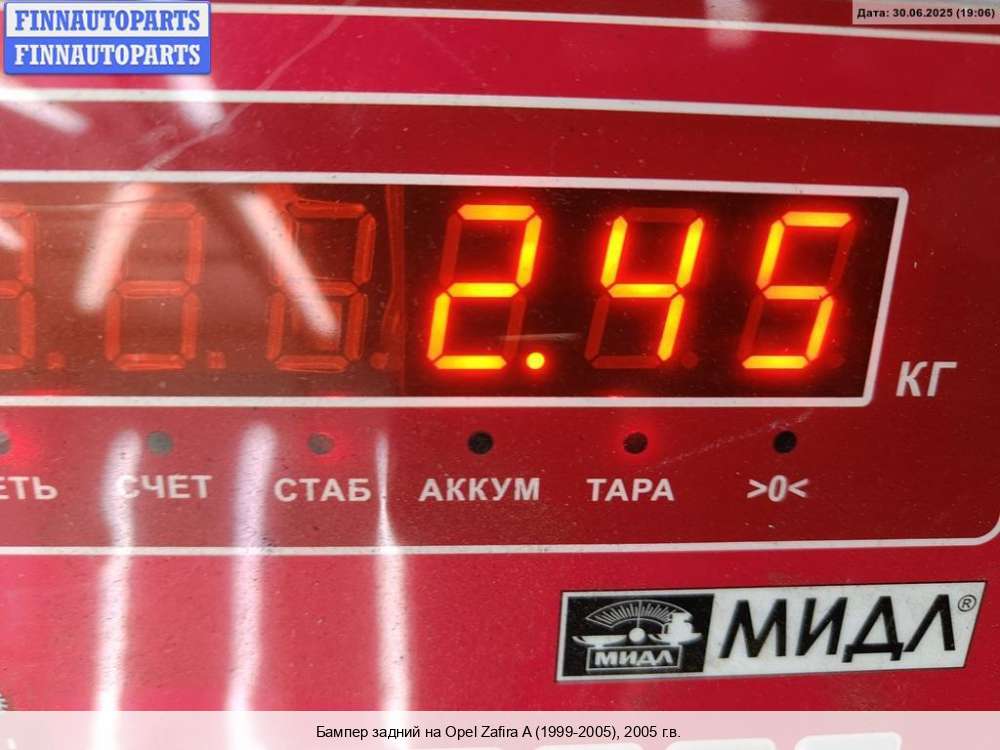 FINNAUTOPARTS
FINNAUTOPARTS
Дата: 30.06.2025 (19:06)
2.45
КГ
ЕТЬ СЧЕТ СТАБ АККУМ ТАРА >0<
МИДЛ МИДЛ®
Бампер задний на Opel Zafira A (1999-2005), 2005 г.в.